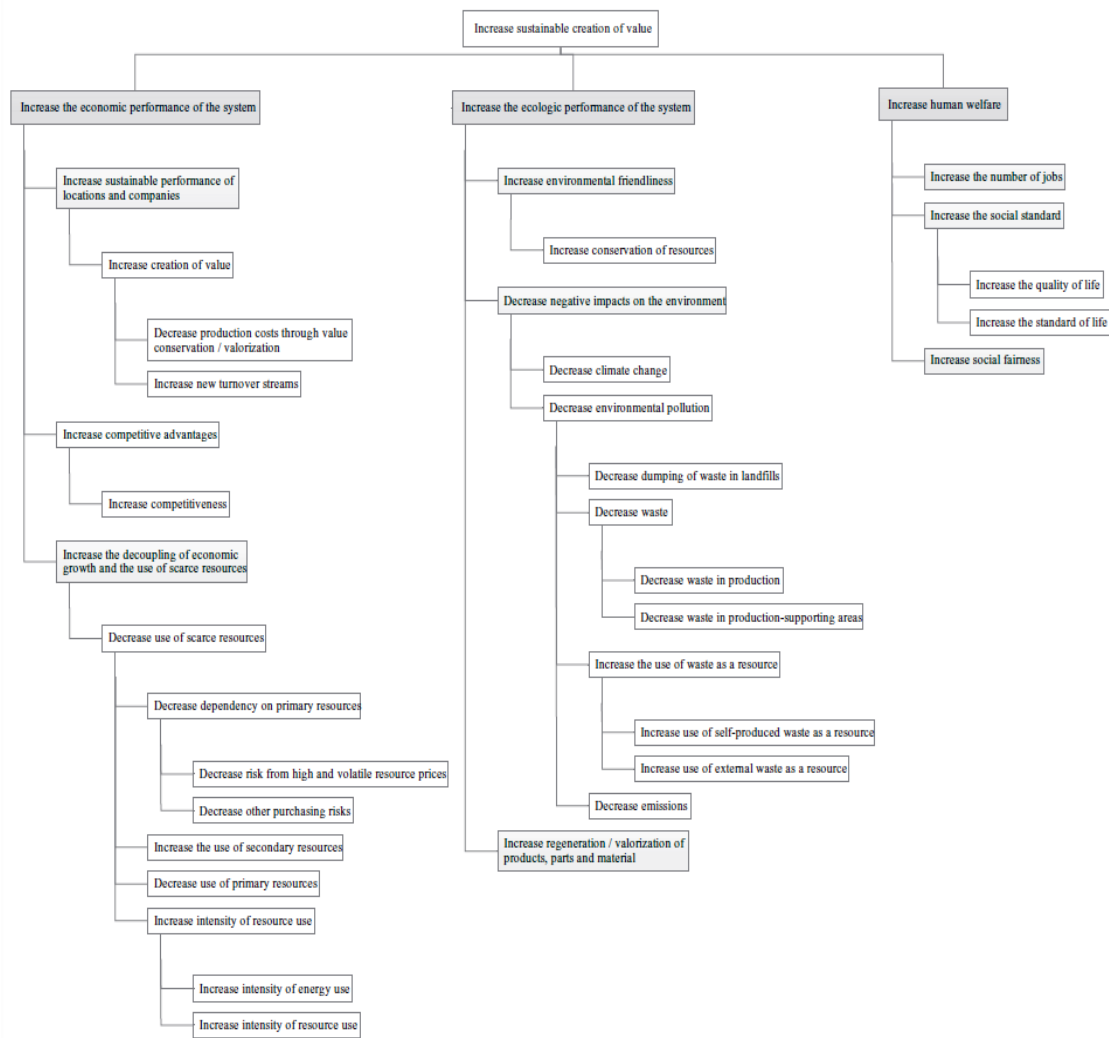 Increase sustainable creation of value
Increase the economic performance of the system
Increase sustainable performance of
locations and companies
Increase creation of value
Decrease production costs through value
conservation / valorization
Increase new turnover streams
Increase competitive advantages
Increase competitiveness
Increase the decoupling of economic
growth and the use of scarce resources
Decrease use of scarce resources
Decrease dependency on primary resources
Decrease risk from high and volatile resource prices
Decrease other purchasing risks
Increase the use of secondary resources
Decrease use of primary resources
Increase intensity of resource use
Increase intensity of energy use
Increase intensity of resource use
Increase the ecologic performance of the system
Increase environmental friendliness
Increase conservation of resources
Decrease negative impacts on the environment
Decrease climate change
Decrease environmental pollution
Decrease dumping of waste in landfills
Decrease waste
Decrease waste in production
Decrease waste in production-supporting areas
Increase the use of waste as a resource
Increase use of self-produced waste as a resource
Increase use of external waste as a resource
Decrease emissions
Increase regeneration / valorization of
products, parts and material
Increase human welfare
Increase the number of jobs
Increase the social standard
Increase the quality of life
Increase the standard of life
Increase social fairness